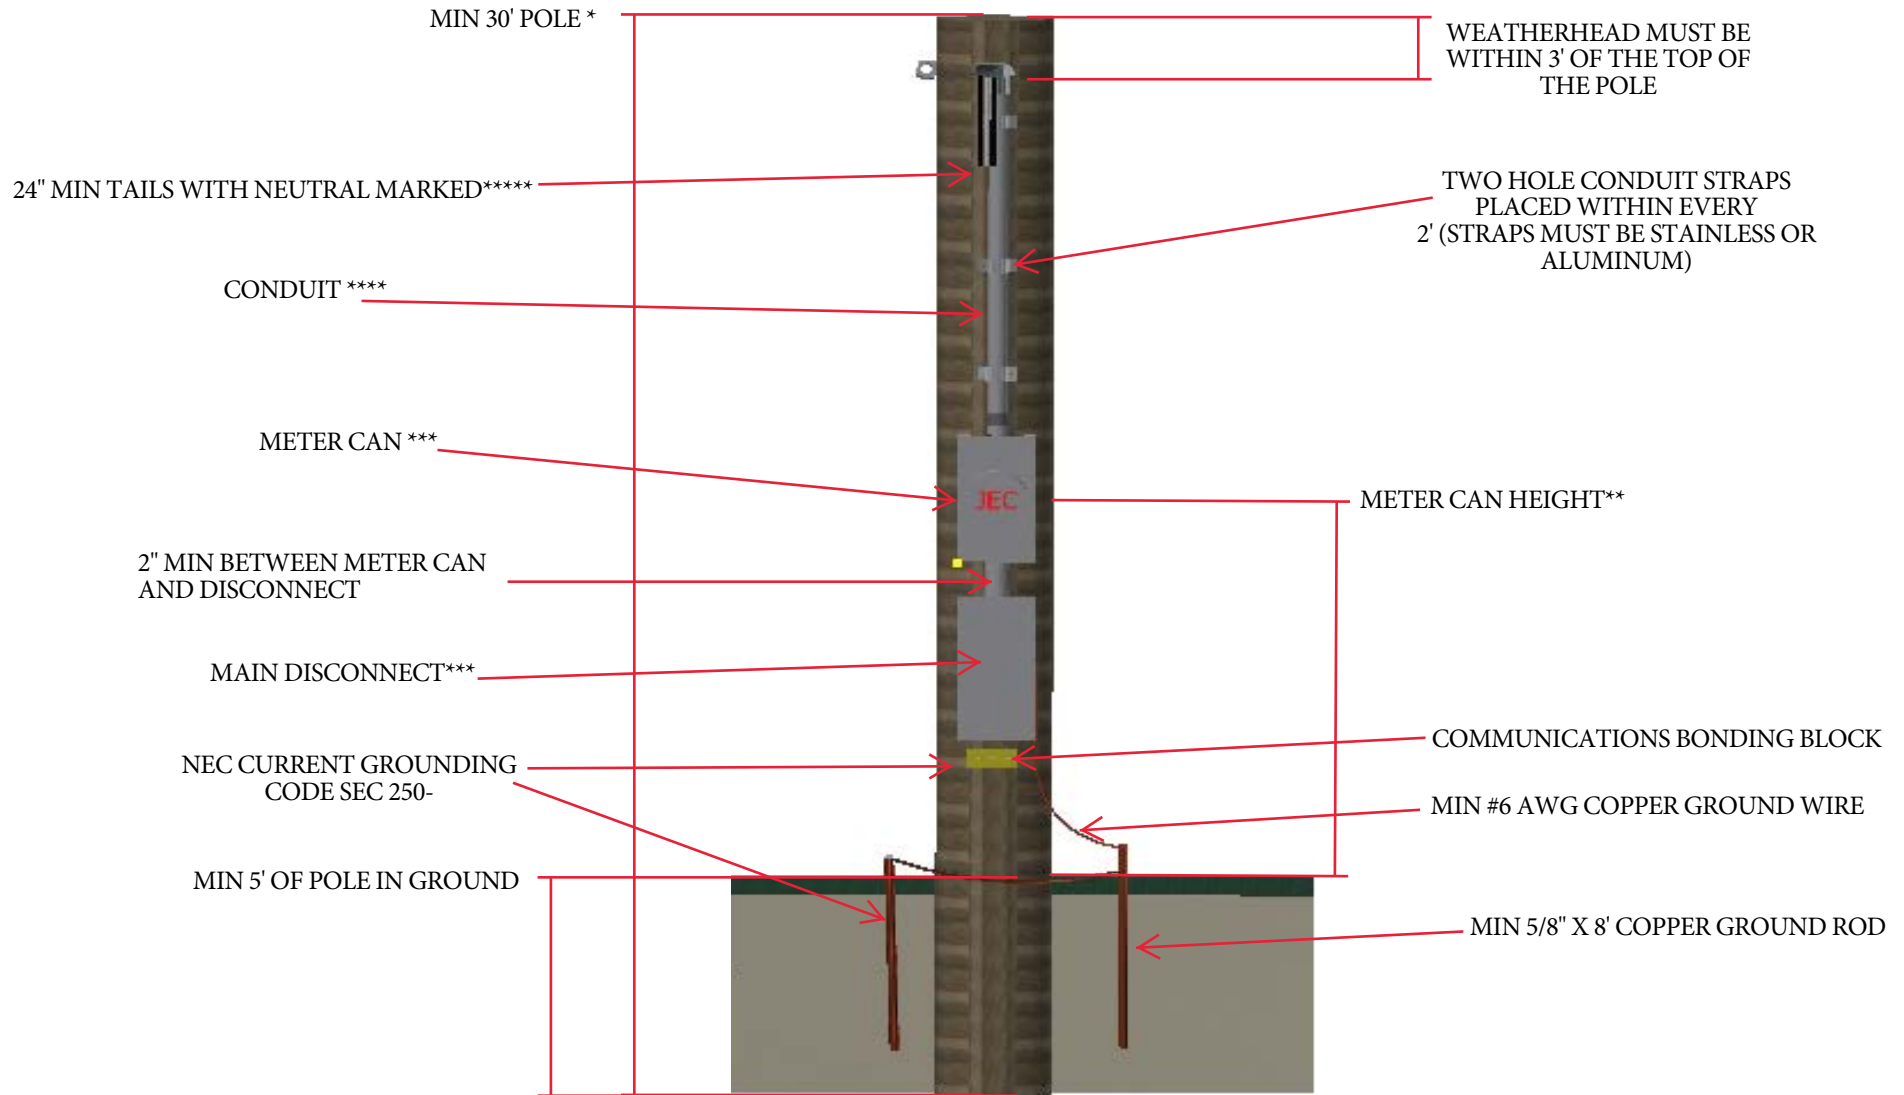 MIN 30' POLE *
WEATHERHEAD MUST BE
WITHIN 3' OF THE TOP OF
THE POLE
24" MIN TAILS WITH NEUTRAL MARKED*****
TWO HOLE CONDUIT STRAPS
PLACED WITHIN EVERY
2' (STRAPS MUST BE STAINLESS OR
ALUMINUM)
CONDUIT ****
METER CAN ***
JEC
METER CAN HEIGHT**
2" MIN BETWEEN METER CAN
AND DISCONNECT
MAIN DISCONNECT***
COMMUNICATIONS BONDING BLOCK
NEC CURRENT GROUNDING
CODE SEC 250-
MIN #6 AWG COPPER GROUND WIRE
MIN 5' OF POLE IN GROUND
MIN 5/8" X 8' COPPER GROUND ROD